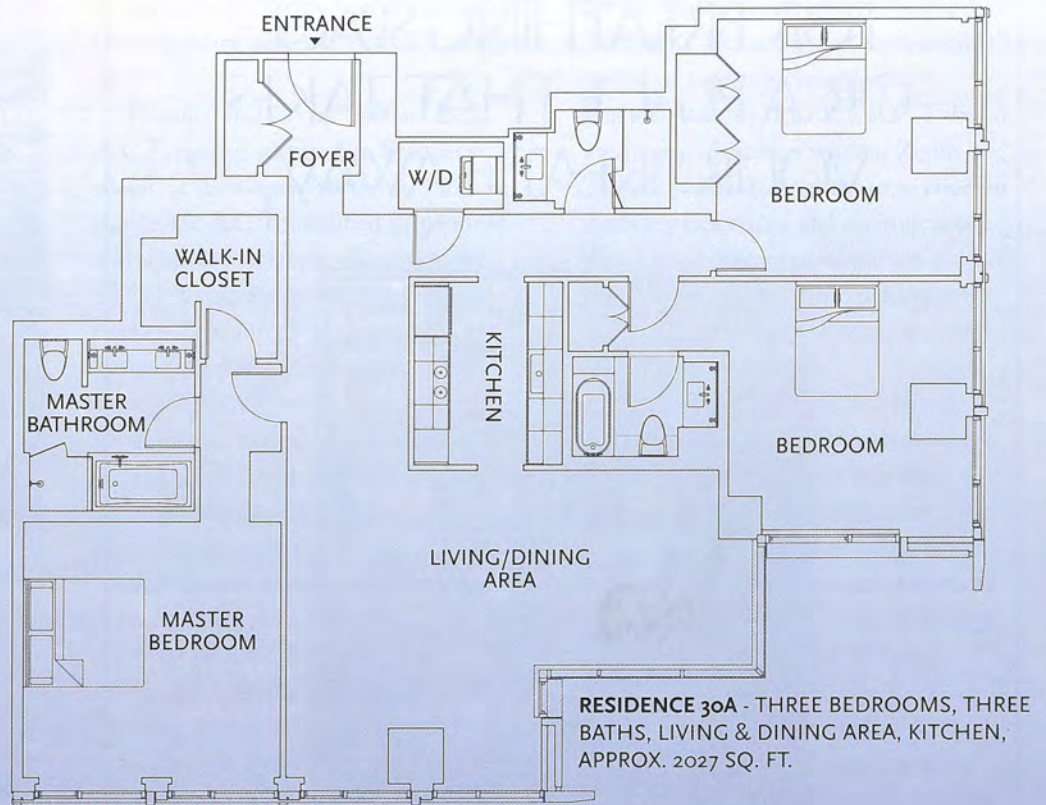 ENTRANCE
FOYER
W/D
BEDROOM
WALK-IN
CLOSET
KITCHEN
MASTER
BATHROOM
BEDROOM
LIVING/DINING
AREA
MASTER
BEDROOM
RESIDENCE 30A - THREE BEDROOMS, THREE
BATHS, LIVING & DINING AREA, KITCHEN,
APPROX. 2027 SQ. FT.